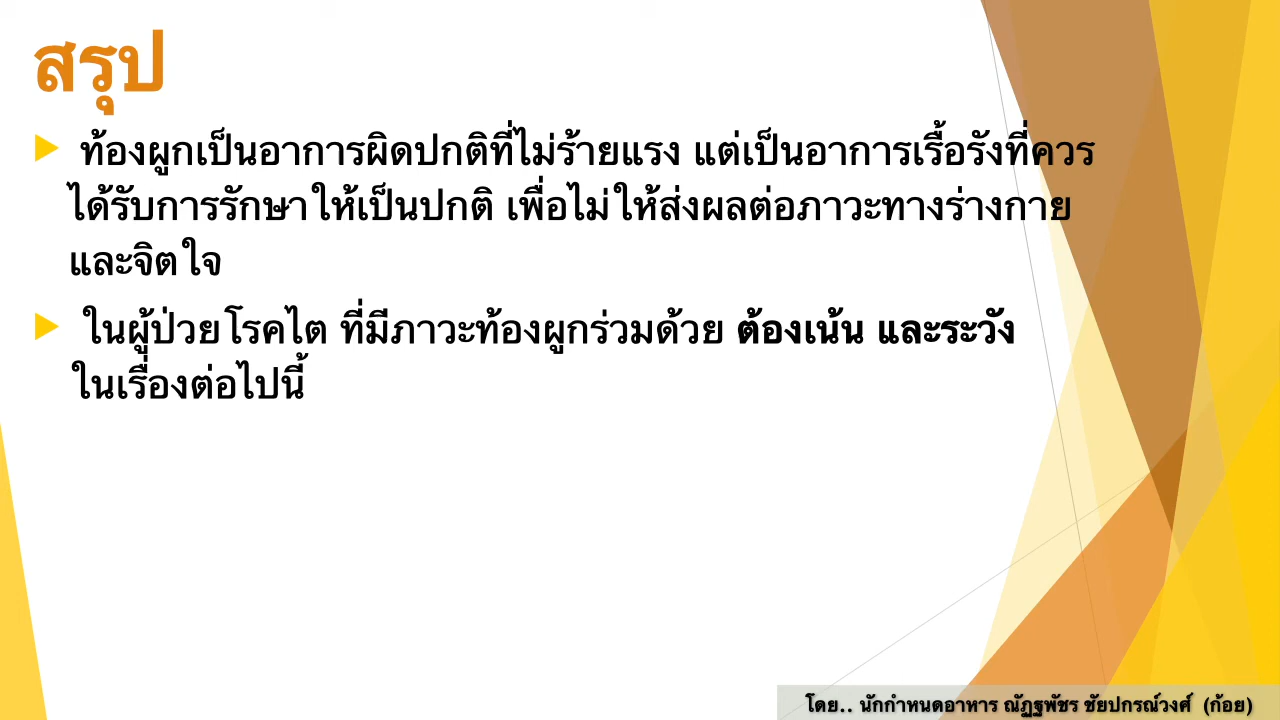 สรุป
ท้องผูกเป็นอาการผิดปกติที่ไม่ร้ายแรง แต่เป็นอาการเรื้อรังที่ควร
ได้รับการรักษาให้เป็นปกติ เพื่อไม่ให้ส่งผลต่อภาวะทางร่างกาย
และจิตใจ
ในผู้ป่วยโรคไต ที่มีภาวะท้องผูกร่วมด้วย ต้องเน้น และระวัง
ในเรื่องต่อไปนี้
โดย.. นักกำหนดอาหาร ณัฏฐพัชร ชัยปกรณ์วงศ์ (ก้อย)